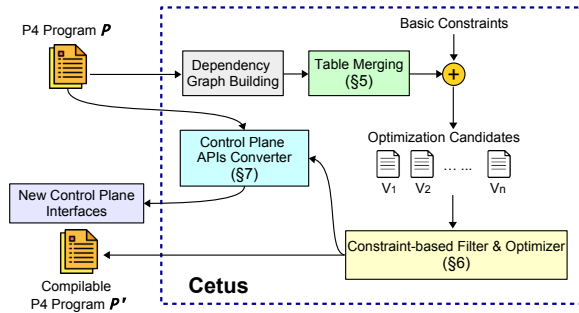 P4 Program P
Basic Constraints
Dependency
Graph Building
Table Merging
(§5)
+
Optimization Candidates
V1 V2 ... ... Vn
Control Plane
APIs Converter
(§7)
New Control Plane
Interfaces
Constraint-based Filter & Optimizer
(§6)
Compilable
P4 Program P'
Cetus